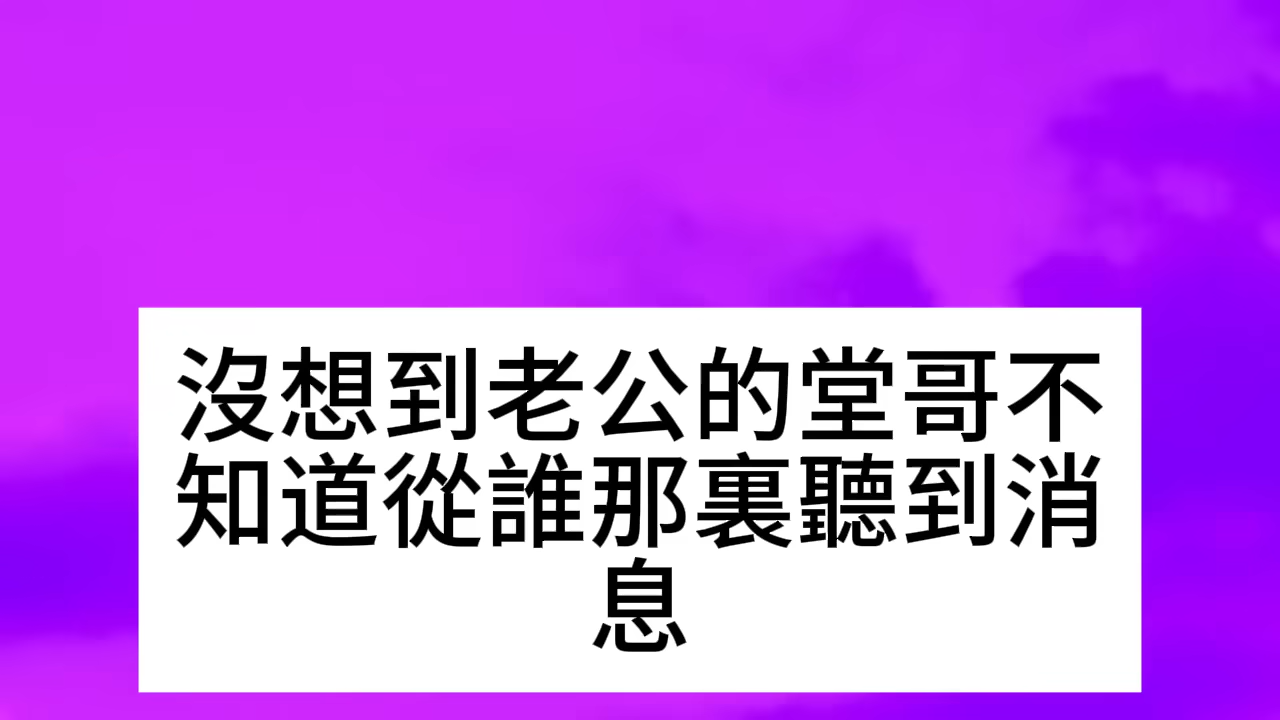 沒想到老公的堂哥不
知道從誰那裏聽到消
息